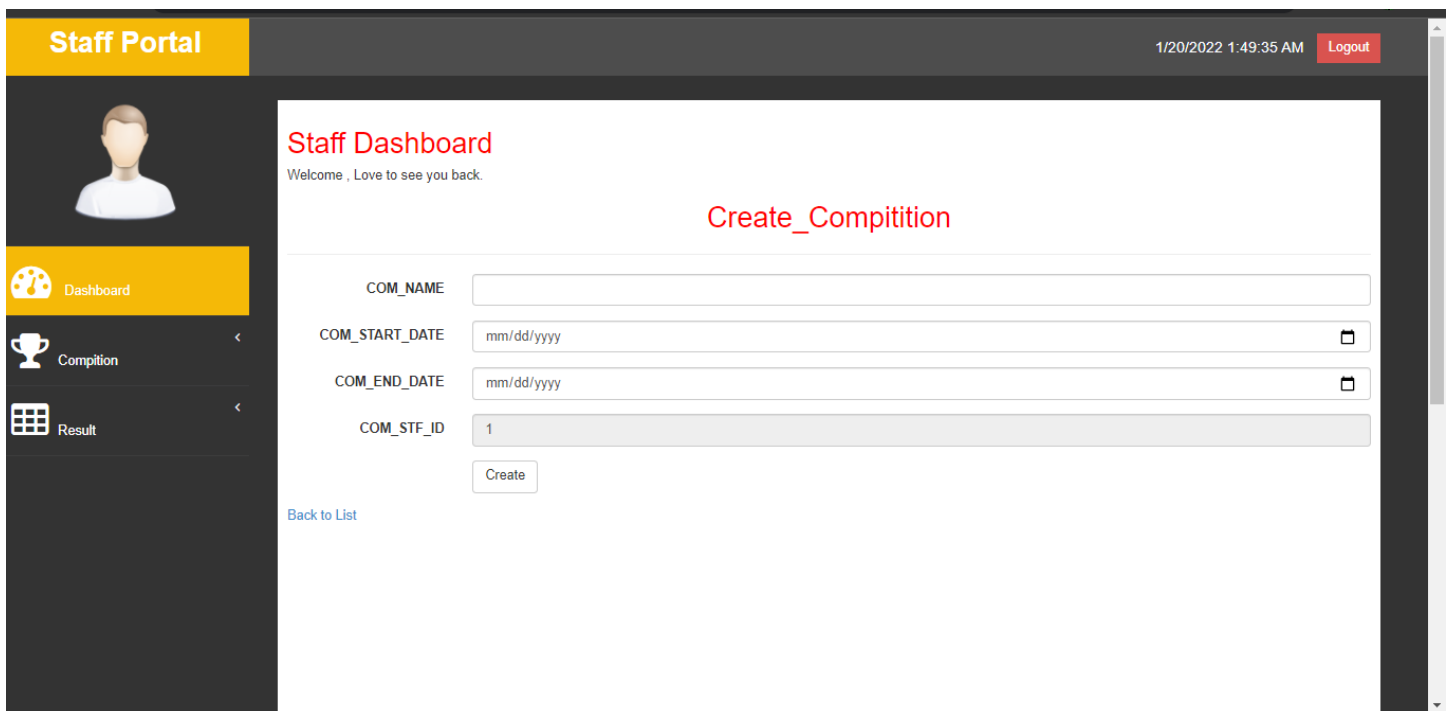 Staff Portal
1/20/2022 1:49:35 AM Logout
Staff Dashboard
Welcome , Love to see you back.
Create_Compitition
Dashboard
Compition
Result
COM_NAME
COM_START_DATE mm/dd/yyyy
COM_END_DATE mm/dd/yyyy
COM_STF_ID 1
Create
Back to List